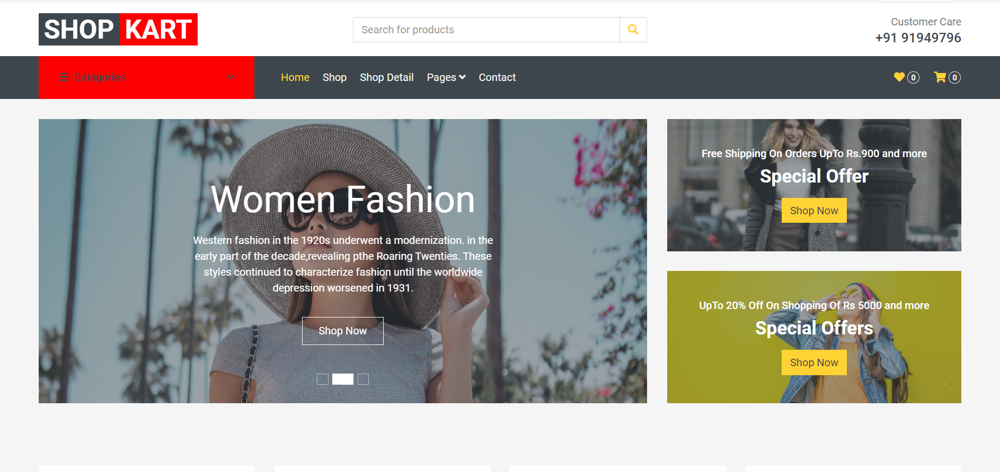 SHOP KART
Search for products
Customer Care
+91 91949796
Categories
Home Shop Shop Detail Pages Contact
0 0
Women Fashion
Western fashion in the 1920s underwent a modernization. in the
early part of the decade,revealing pthe Roaring Twenties. These
styles continued to characterize fashion until the worldwide
depression worsened in 1931.
Shop Now
Free Shipping On Orders UpTo Rs.900 and more
Special Offer
Shop Now
UpTo 20% Off On Shopping Of Rs 5000 and more
Special Offers
Shop Now